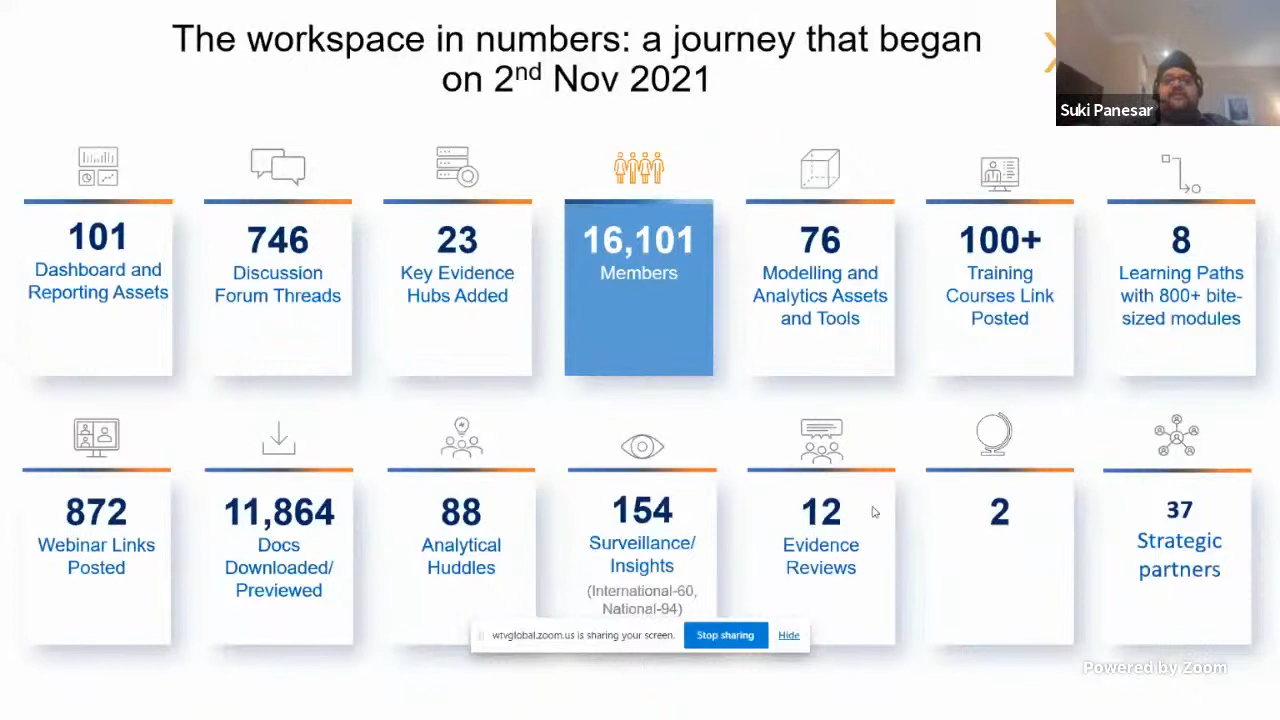 The workspace in numbers: a journey that began
on 2nd Nov 2021
Suki Panesar
101
Dashboard and
Reporting Assets
746
Discussion
Forum Threads
23
Key Evidence
Hubs Added
16,101
Members
76
Modelling and
Analytics Assets
and Tools
100+
Training
Courses Link
Posted
8
Learning Paths
with 800+ bite-
sized modules
872
Webinar Links
Posted
11,864
Docs
Downloaded/
Previewed
88
Analytical
Huddles
154
Surveillance/
Insights
(International-60,
National-94)
12
Evidence
Reviews
2
37
Strategic
partners
wtvglobal.zoom.us is sharing your screen.
Stop sharing
Hide
Powered by Zoom